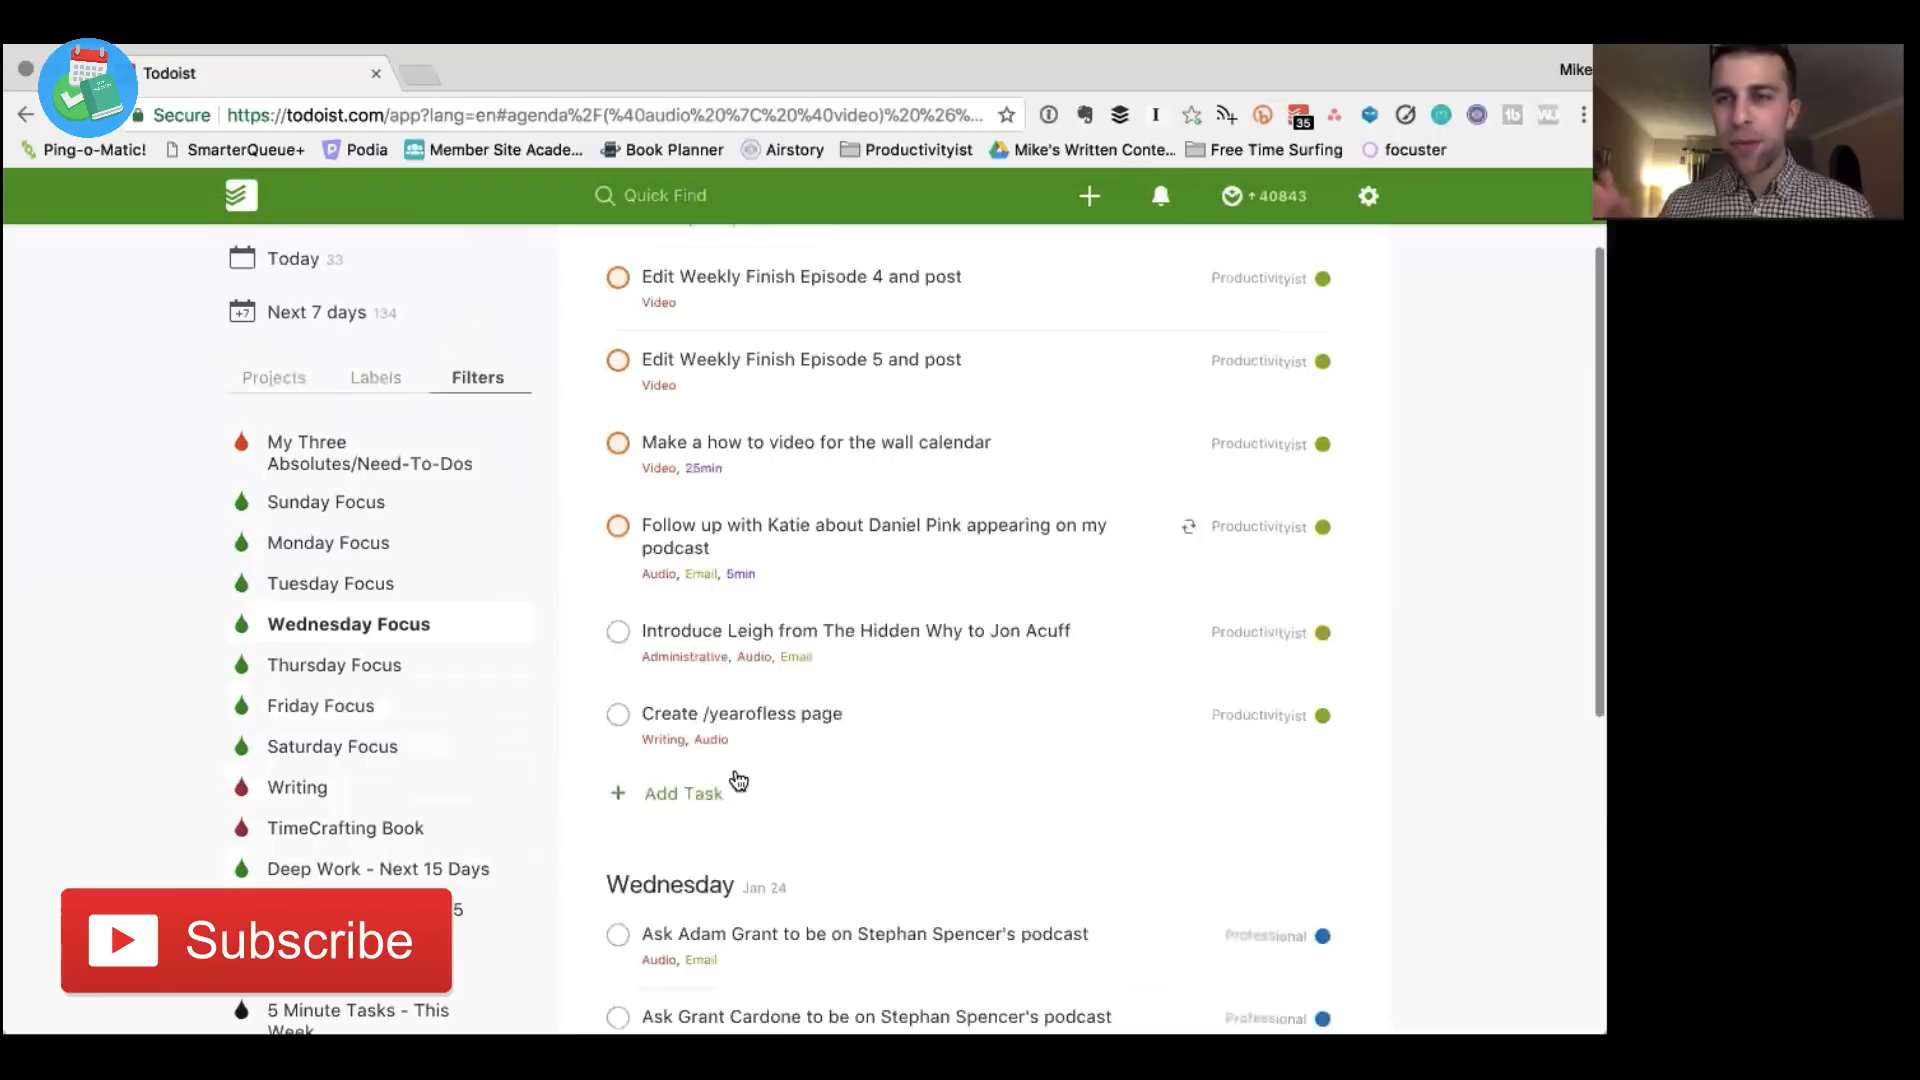 Todoist
Mike
Secure https://todoist.com/app?lang=en#agenda%2F(%40audio%20%7C%20%40video)%20%26%...
35
Ping-o-Matic! SmarterQueue+ Podia Member Site Acade... Book Planner Airstory Productivityist Mike's Written Conte... Free Time Surfing focuster
Quick Find
40843
Today 33
+7 Next 7 days 134
Projects Labels Filters
My Three
Absolutes/Need-To-Dos
Sunday Focus
Monday Focus
Tuesday Focus
Wednesday Focus
Thursday Focus
Friday Focus
Saturday Focus
Writing
TimeCrafting Book
Deep Work - Next 15 Days
5
5 Minute Tasks - This
Week
Edit Weekly Finish Episode 4 and post Productivityist
Video
Edit Weekly Finish Episode 5 and post Productivityist
Video
Make a how to video for the wall calendar Productivityist
Video, 25min
Follow up with Katie about Daniel Pink appearing on my Productivityist
podcast
Audio, Email, 5min
Introduce Leigh from The Hidden Why to Jon Acuff Productivityist
Administrative, Audio, Email
Create /yearofless page Productivityist
Writing, Audio
+ Add Task
Wednesday Jan 24
Ask Adam Grant to be on Stephan Spencer's podcast Professional
Audio, Email
Ask Grant Cardone to be on Stephan Spencer's podcast Professional
Subscribe